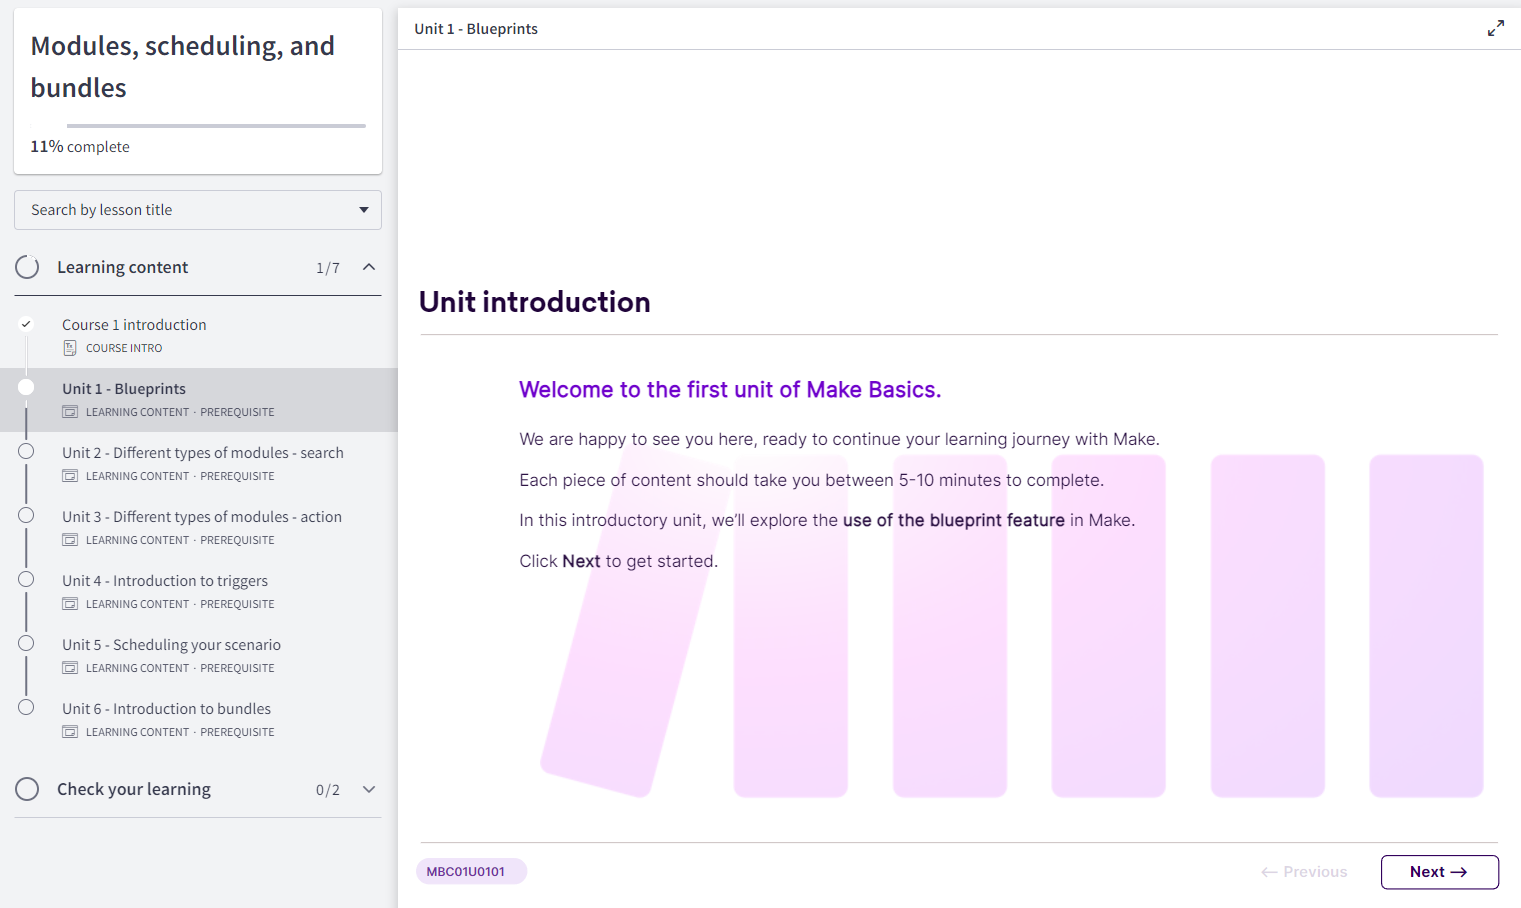 Modules, scheduling, and
bundles
11% complete
Search by lesson title
Learning content 1/7
Course 1 introduction
COURSE INTRO
Unit 1 - Blueprints
LEARNING CONTENT · PREREQUISITE
Unit 2 - Different types of modules - search
LEARNING CONTENT · PREREQUISITE
Unit 3 - Different types of modules - action
LEARNING CONTENT · PREREQUISITE
Unit 4 - Introduction to triggers
LEARNING CONTENT · PREREQUISITE
Unit 5 - Scheduling your scenario
LEARNING CONTENT · PREREQUISITE
Unit 6 - Introduction to bundles
LEARNING CONTENT · PREREQUISITE
Check your learning 0/2
Unit 1 - Blueprints
Unit introduction
Welcome to the first unit of Make Basics.
We are happy to see you here, ready to continue your learning journey with Make.
Each piece of content should take you between 5-10 minutes to complete.
In this introductory unit, we'll explore the use of the blueprint feature in Make.
Click Next to get started.
MBC01U0101
← Previous
Next →